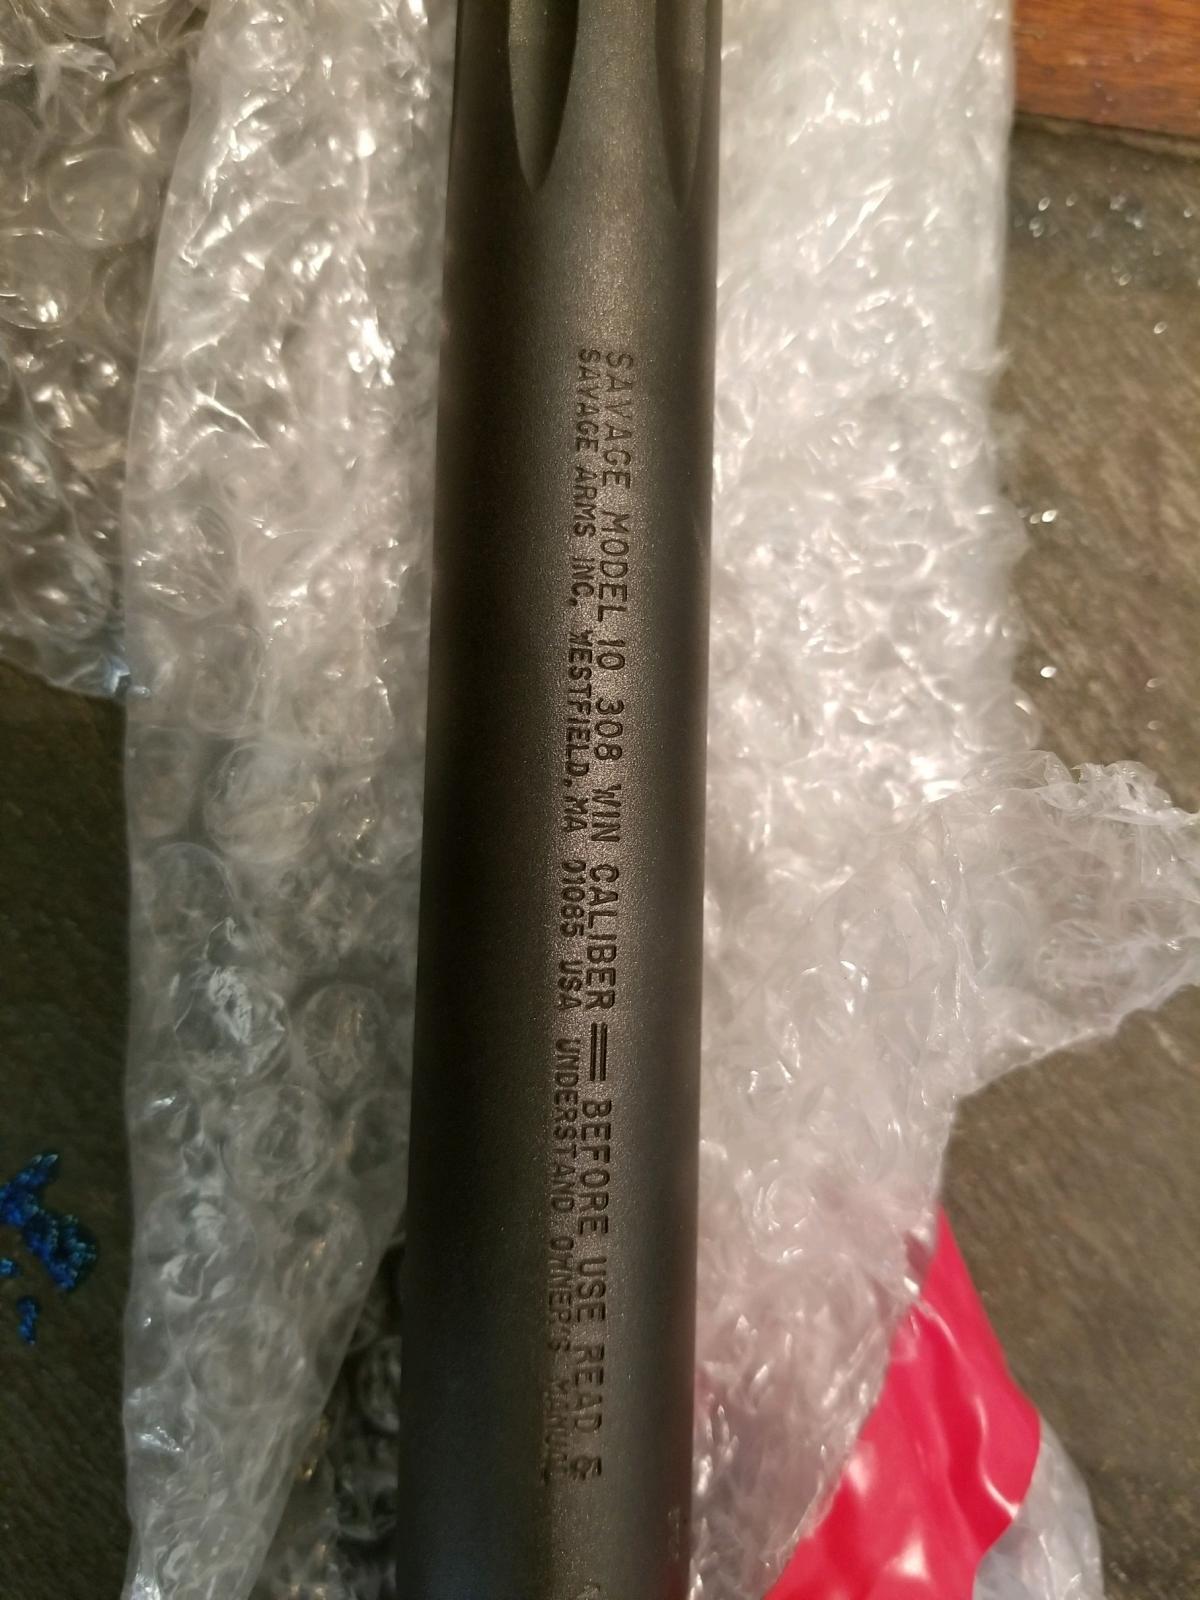 SAVAGE MODEL 10 308 WIN CALIBER == BEFORE USE READ &
SAVAGE ARMS INC. WESTFIELD, MA 01085 USA UNDERSTAND OWNER'S MANUAL